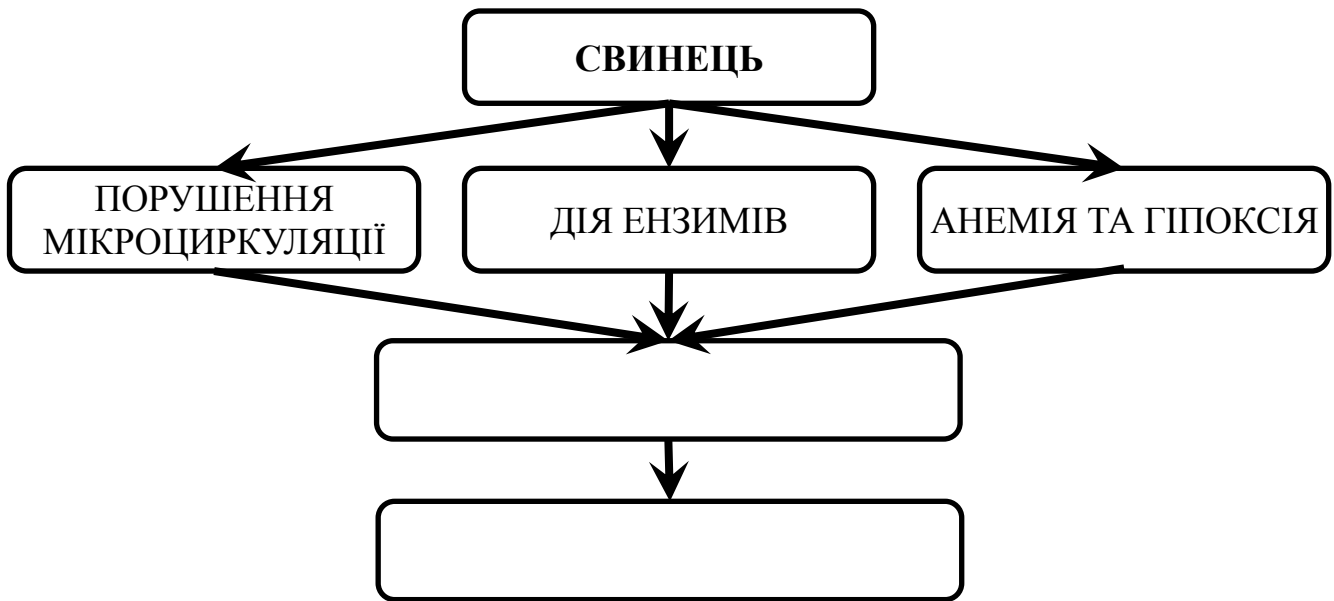 СВИНЕЦЬ
ПОРУШЕННЯ
МІКРОЦИРКУЛЯЦІЇ
ДІЯ ЕНЗИМІВ
АНЕМІЯ ТА ГІПОКСІЯ